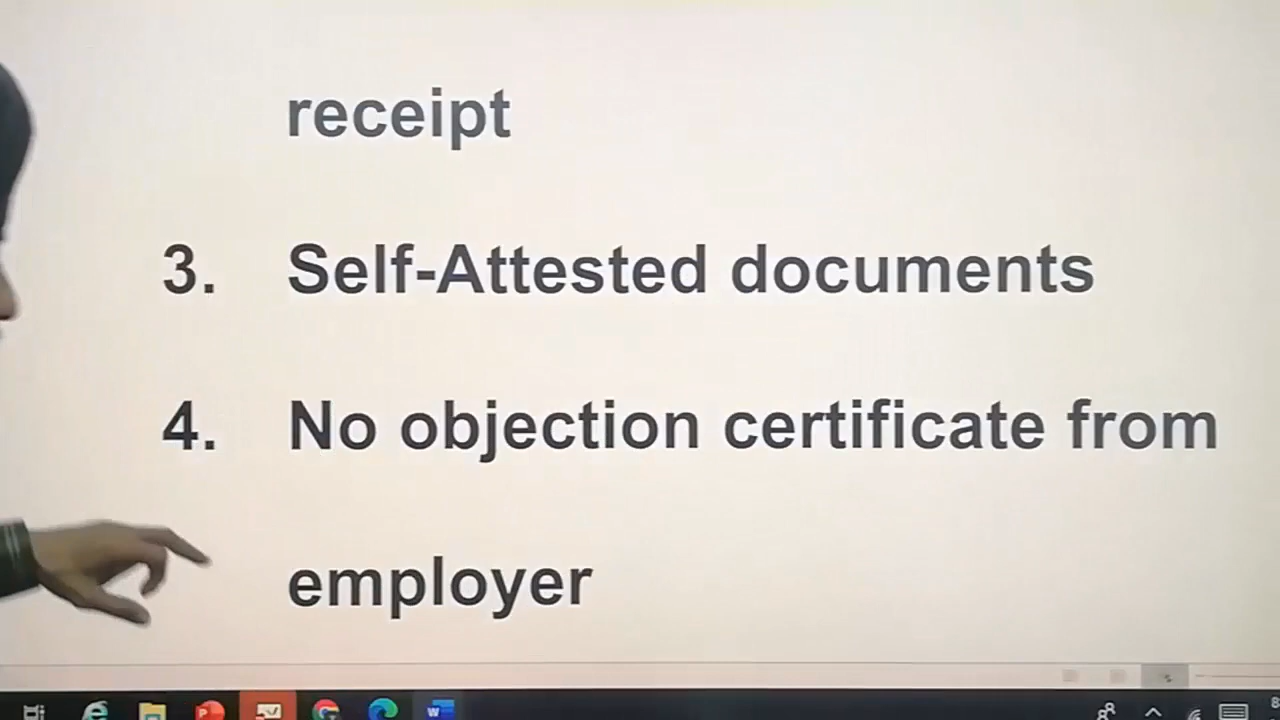 receipt
3. Self-Attested documents
4. No objection certificate from
employer